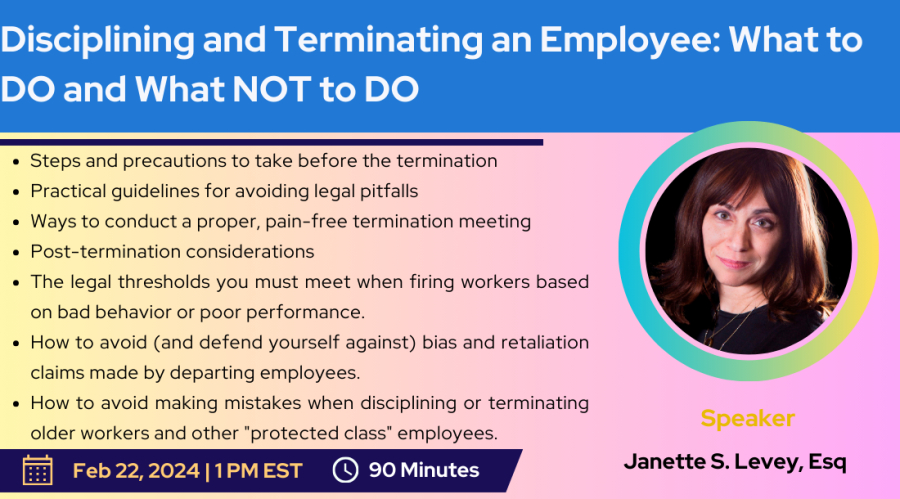 Disciplining and Terminating an Employee: What to
DO and What NOT to DO
• Steps and precautions to take before the termination
• Practical guidelines for avoiding legal pitfalls
• Ways to conduct a proper, pain-free termination meeting
• Post-termination considerations
• The legal thresholds you must meet when firing workers based
on bad behavior or poor performance.
• How to avoid (and defend yourself against) bias and retaliation
claims made by departing employees.
• How to avoid making mistakes when disciplining or terminating
older workers and other "protected class" employees.
Feb 22, 2024 | 1 PM EST
90 Minutes
Speaker
Janette S. Levey, Esq